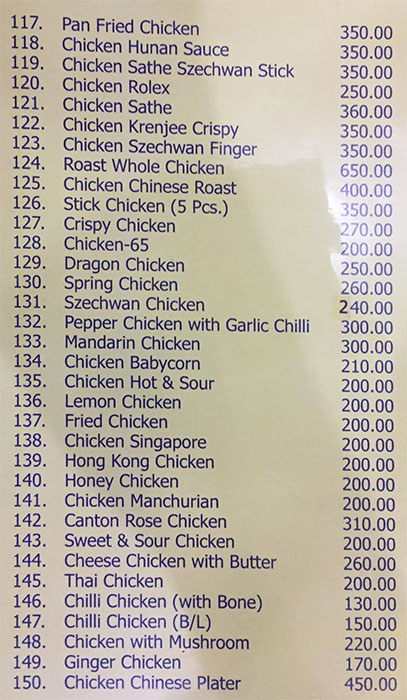 117. Pan Fried Chicken 350.00
118. Chicken Hunan Sauce 350.00
119. Chicken Sathe Szechwan Stick 350.00
120. Chicken Rolex 250.00
121. Chicken Sathe 360.00
122. Chicken Krenjee Crispy 350.00
123. Chicken Szechwan Finger 350.00
124. Roast Whole Chicken 650.00
125. Chicken Chinese Roast 400.00
126. Stick Chicken (5 Pcs.) 350.00
127. Crispy Chicken 270.00
128. Chicken-65 200.00
129. Dragon Chicken 250.00
130. Spring Chicken 260.00
131. Szechwan Chicken 240.00
132. Pepper Chicken with Garlic Chilli 300.00
133. Mandarin Chicken 300.00
134. Chicken Babycorn 210.00
135. Chicken Hot & Sour 200.00
136. Lemon Chicken 200.00
137. Fried Chicken 200.00
138. Chicken Singapore 200.00
139. Hong Kong Chicken 200.00
140. Honey Chicken 200.00
141. Chicken Manchurian 200.00
142. Canton Rose Chicken 310.00
143. Sweet & Sour Chicken 200.00
144. Cheese Chicken with Butter 260.00
145. Thai Chicken 200.00
146. Chilli Chicken (with Bone) 130.00
147. Chilli Chicken (B/L) 150.00
148. Chicken with Mushroom 220.00
149. Ginger Chicken 170.00
150. Chicken Chinese Plater 450.00